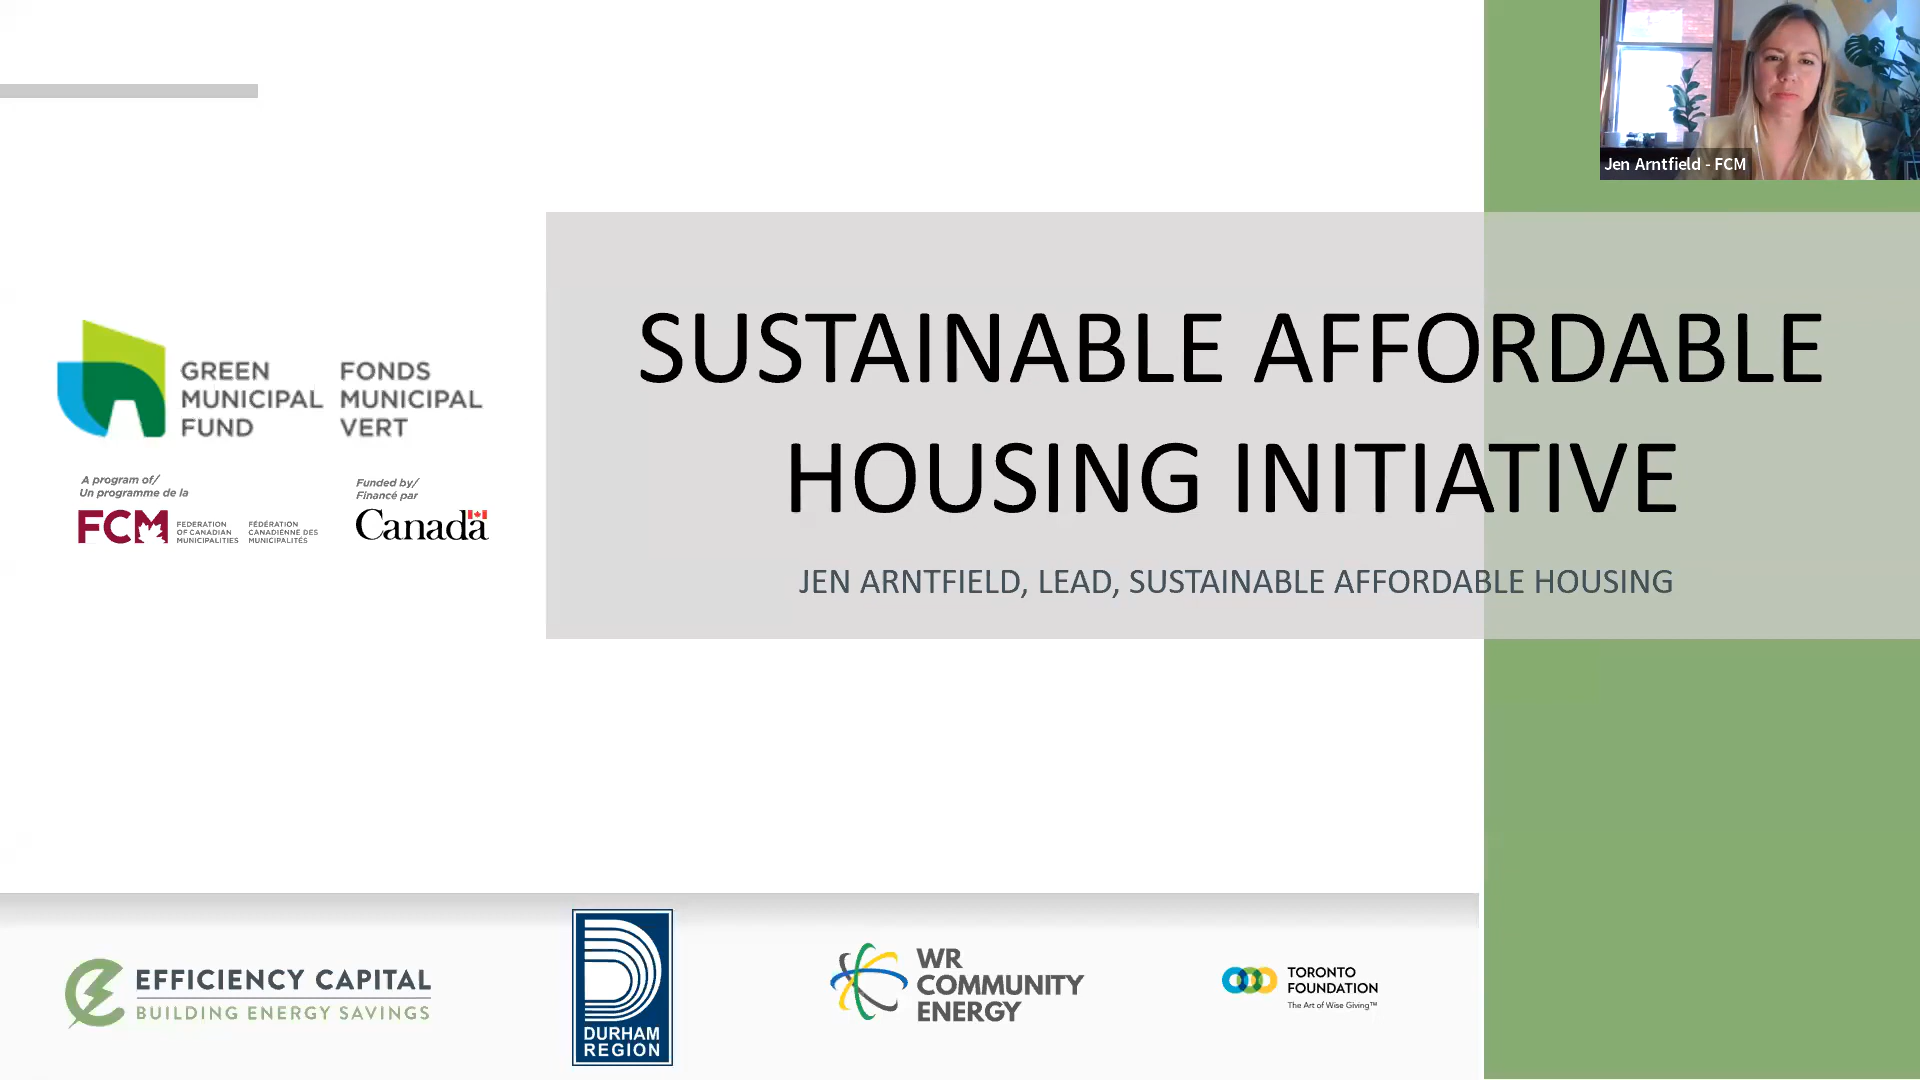 Jen Arntfield - FCM
SUSTAINABLE AFFORDABLE
HOUSING INITIATIVE
JEN ARNTFIELD, LEAD, SUSTAINABLE AFFORDABLE HOUSING
GREEN
MUNICIPAL
FUND
FONDS
MUNICIPAL
VERT
A program of/
Un programme de la
FCM
FEDERATION
OF CANADIAN
MUNICIPALITIES
FÉDÉRATION
CANADIENNE DES
MUNICIPALITÉS
Funded by/
Financé par
Canada
EFFICIENCY CAPITAL
BUILDING ENERGY SAVINGS
DURHAM
REGION
WR
COMMUNITY
ENERGY
TORONTO
FOUNDATION
The Art of Wise Giving™